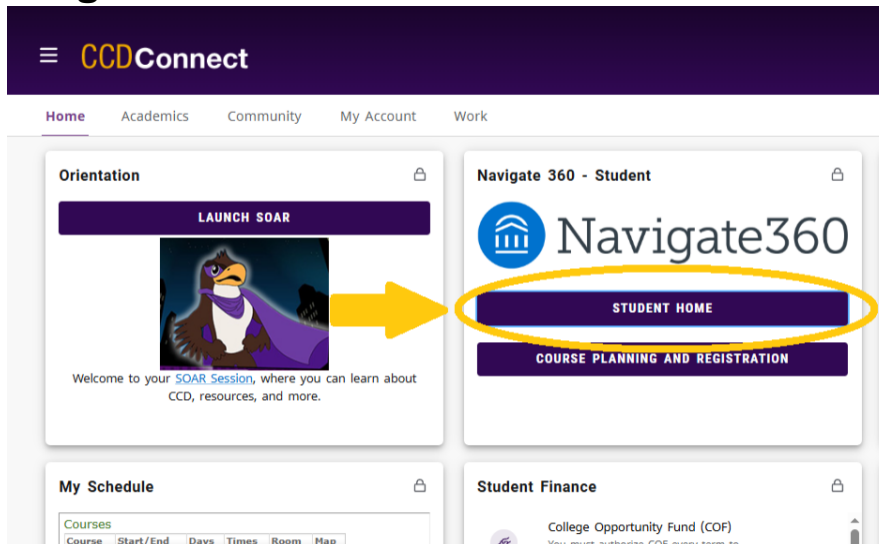 CCDConnect
Home Academics Community My Account Work
Orientation
LAUNCH SOAR
Welcome to your SOAR Session, where you can learn about
CCD, resources, and more.
Navigate 360 - Student
Navigate360
STUDENT HOME
COURSE PLANNING AND REGISTRATION
My Schedule
Courses
Course Start/End Days Times Room Map
Student Finance
College Opportunity Fund (COF)
You must authorize COF every term to